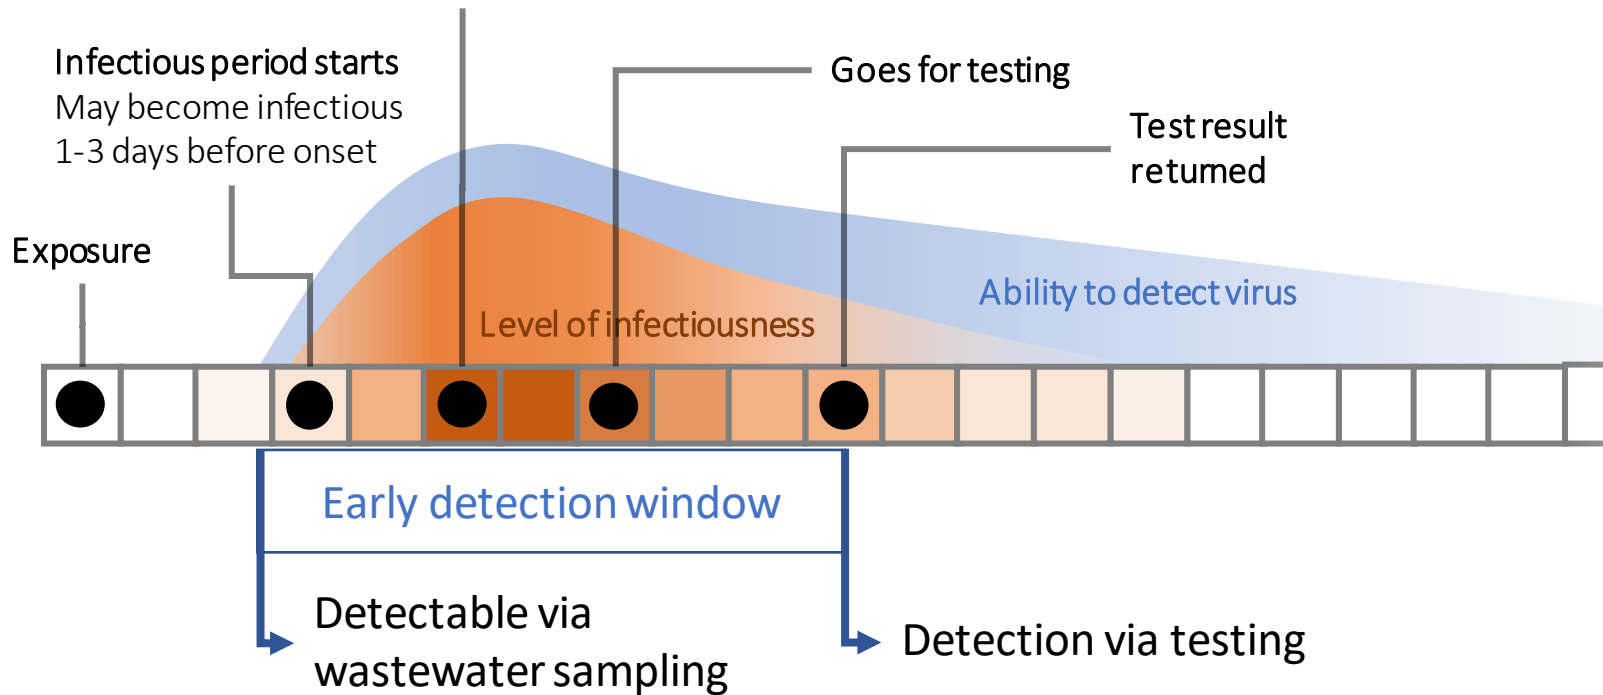 Infectious period starts
May become infectious
1-3 days before onset
Goes for testing
Test result
returned
Exposure
Ability to detect virus
Level of infectiousness
Early detection window
Detectable via
wastewater sampling
Detection via testing